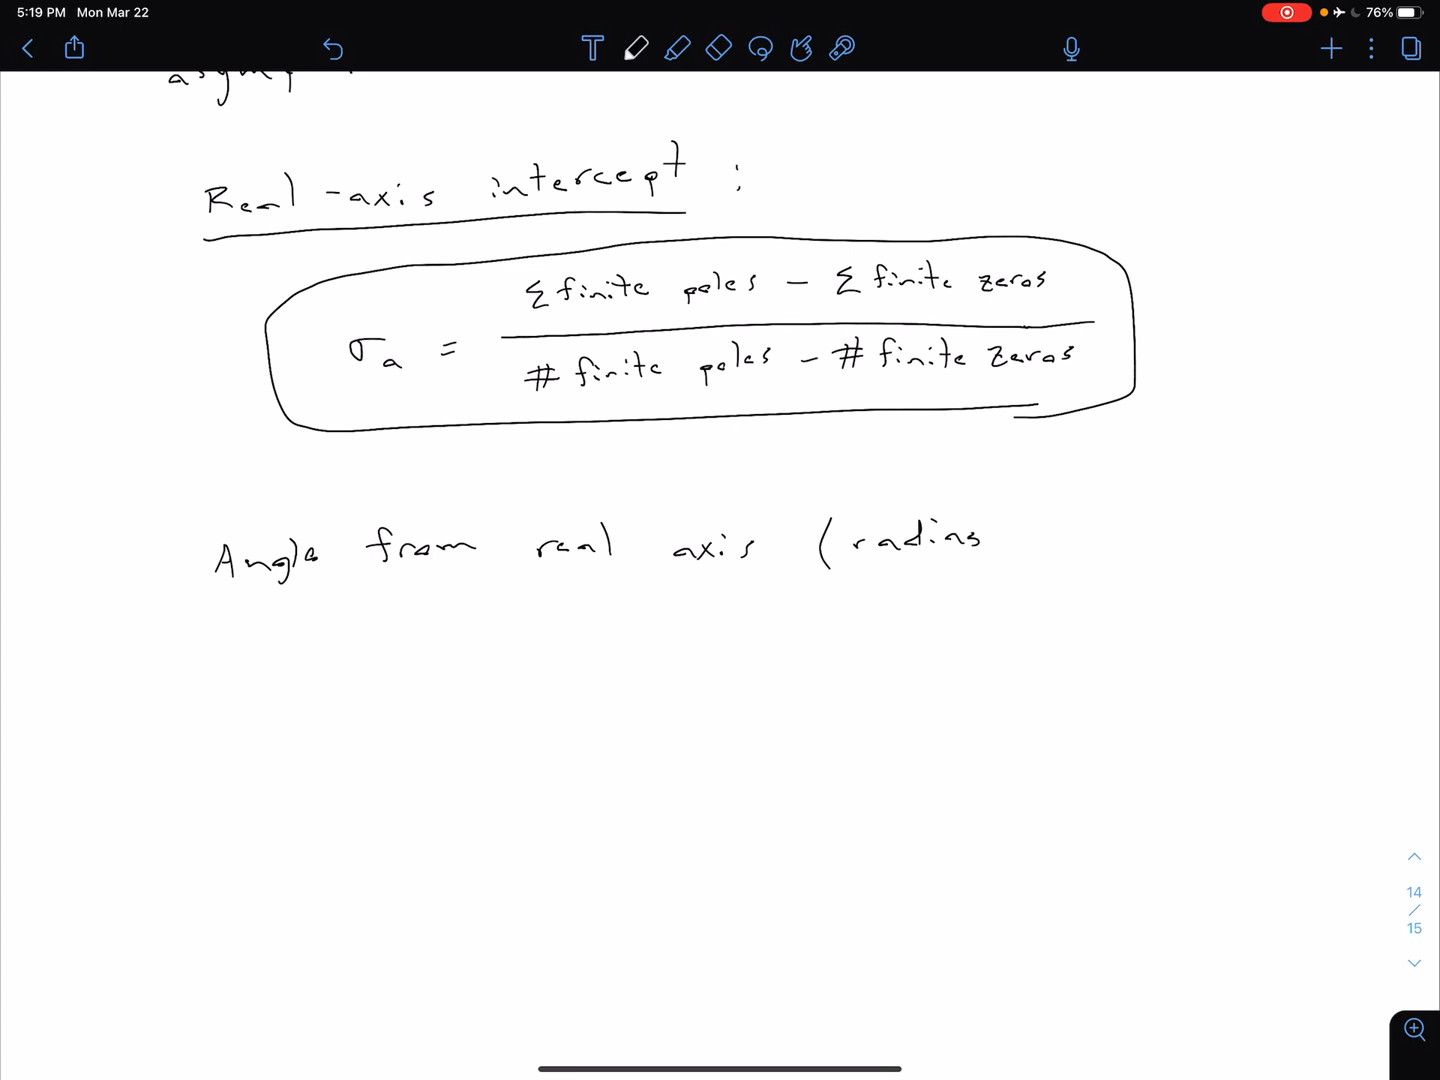 5:19 PM Mon Mar 22
76%
Real-axis intercept :
Σ finite poles - Σ finite zeros
σa =
# finite poles - # finite zeros
Angle from real axis (radias
14
/
15